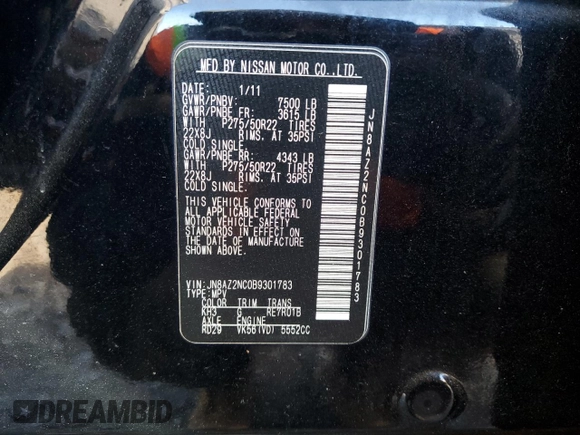 MFD BY NISSAN MOTOR CO.,LTD.
DATE: 1/11
GVWR/PNBV: 7500 LB
GAWR/PNBE FR: 3615 LB
WITH P275/50R22 TIRES
22X8J RIMS. AT 35PSI
COLD SINGLE.
GAWR/PNBE RR: 4343 LB
WITH P275/50R22 TIRES
22X8J RIMS. AT 35PSI
COLD SINGLE.
THIS VEHICLE CONFORMS TO
ALL APPLICABLE FEDERAL
MOTOR VEHICLE SAFETY
STANDARDS IN EFFECT ON
THE DATE OF MANUFACTURE
SHOWN ABOVE.
VIN: JN8AZ2NC0B9301783
TYPE: MPV
COLOR TRIM TRANS
KH3 G RE7R01B
AXLE ENGINE
RD29 VK56(VD) 5552CC
JN8AZ2NC0B9301783
DREAMBID